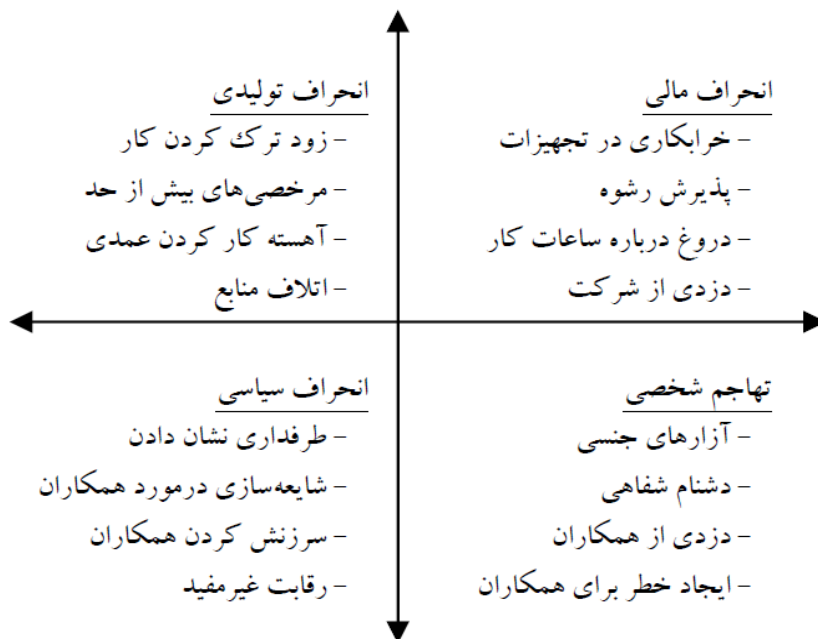 انحراف مالی
- خرابکاری در تجهیزات
- پذیرش رشوه
- دروغ درباره ساعات کار
- دزدی از شرکت
انحراف تولیدی
- زود ترک کردن کار
- مرخصی‌های بیش از حد
- آهسته کار کردن عمدی
- اتلاف منابع
تهاجم شخصی
- آزارهای جنسی
- دشنام شفاهی
- دزدی از همکاران
- ایجاد خطر برای همکاران
انحراف سیاسی
- طرفداری نشان دادن
- شایعه‌سازی درمورد همکاران
- سرزنش کردن همکاران
- رقابت غیرمفید